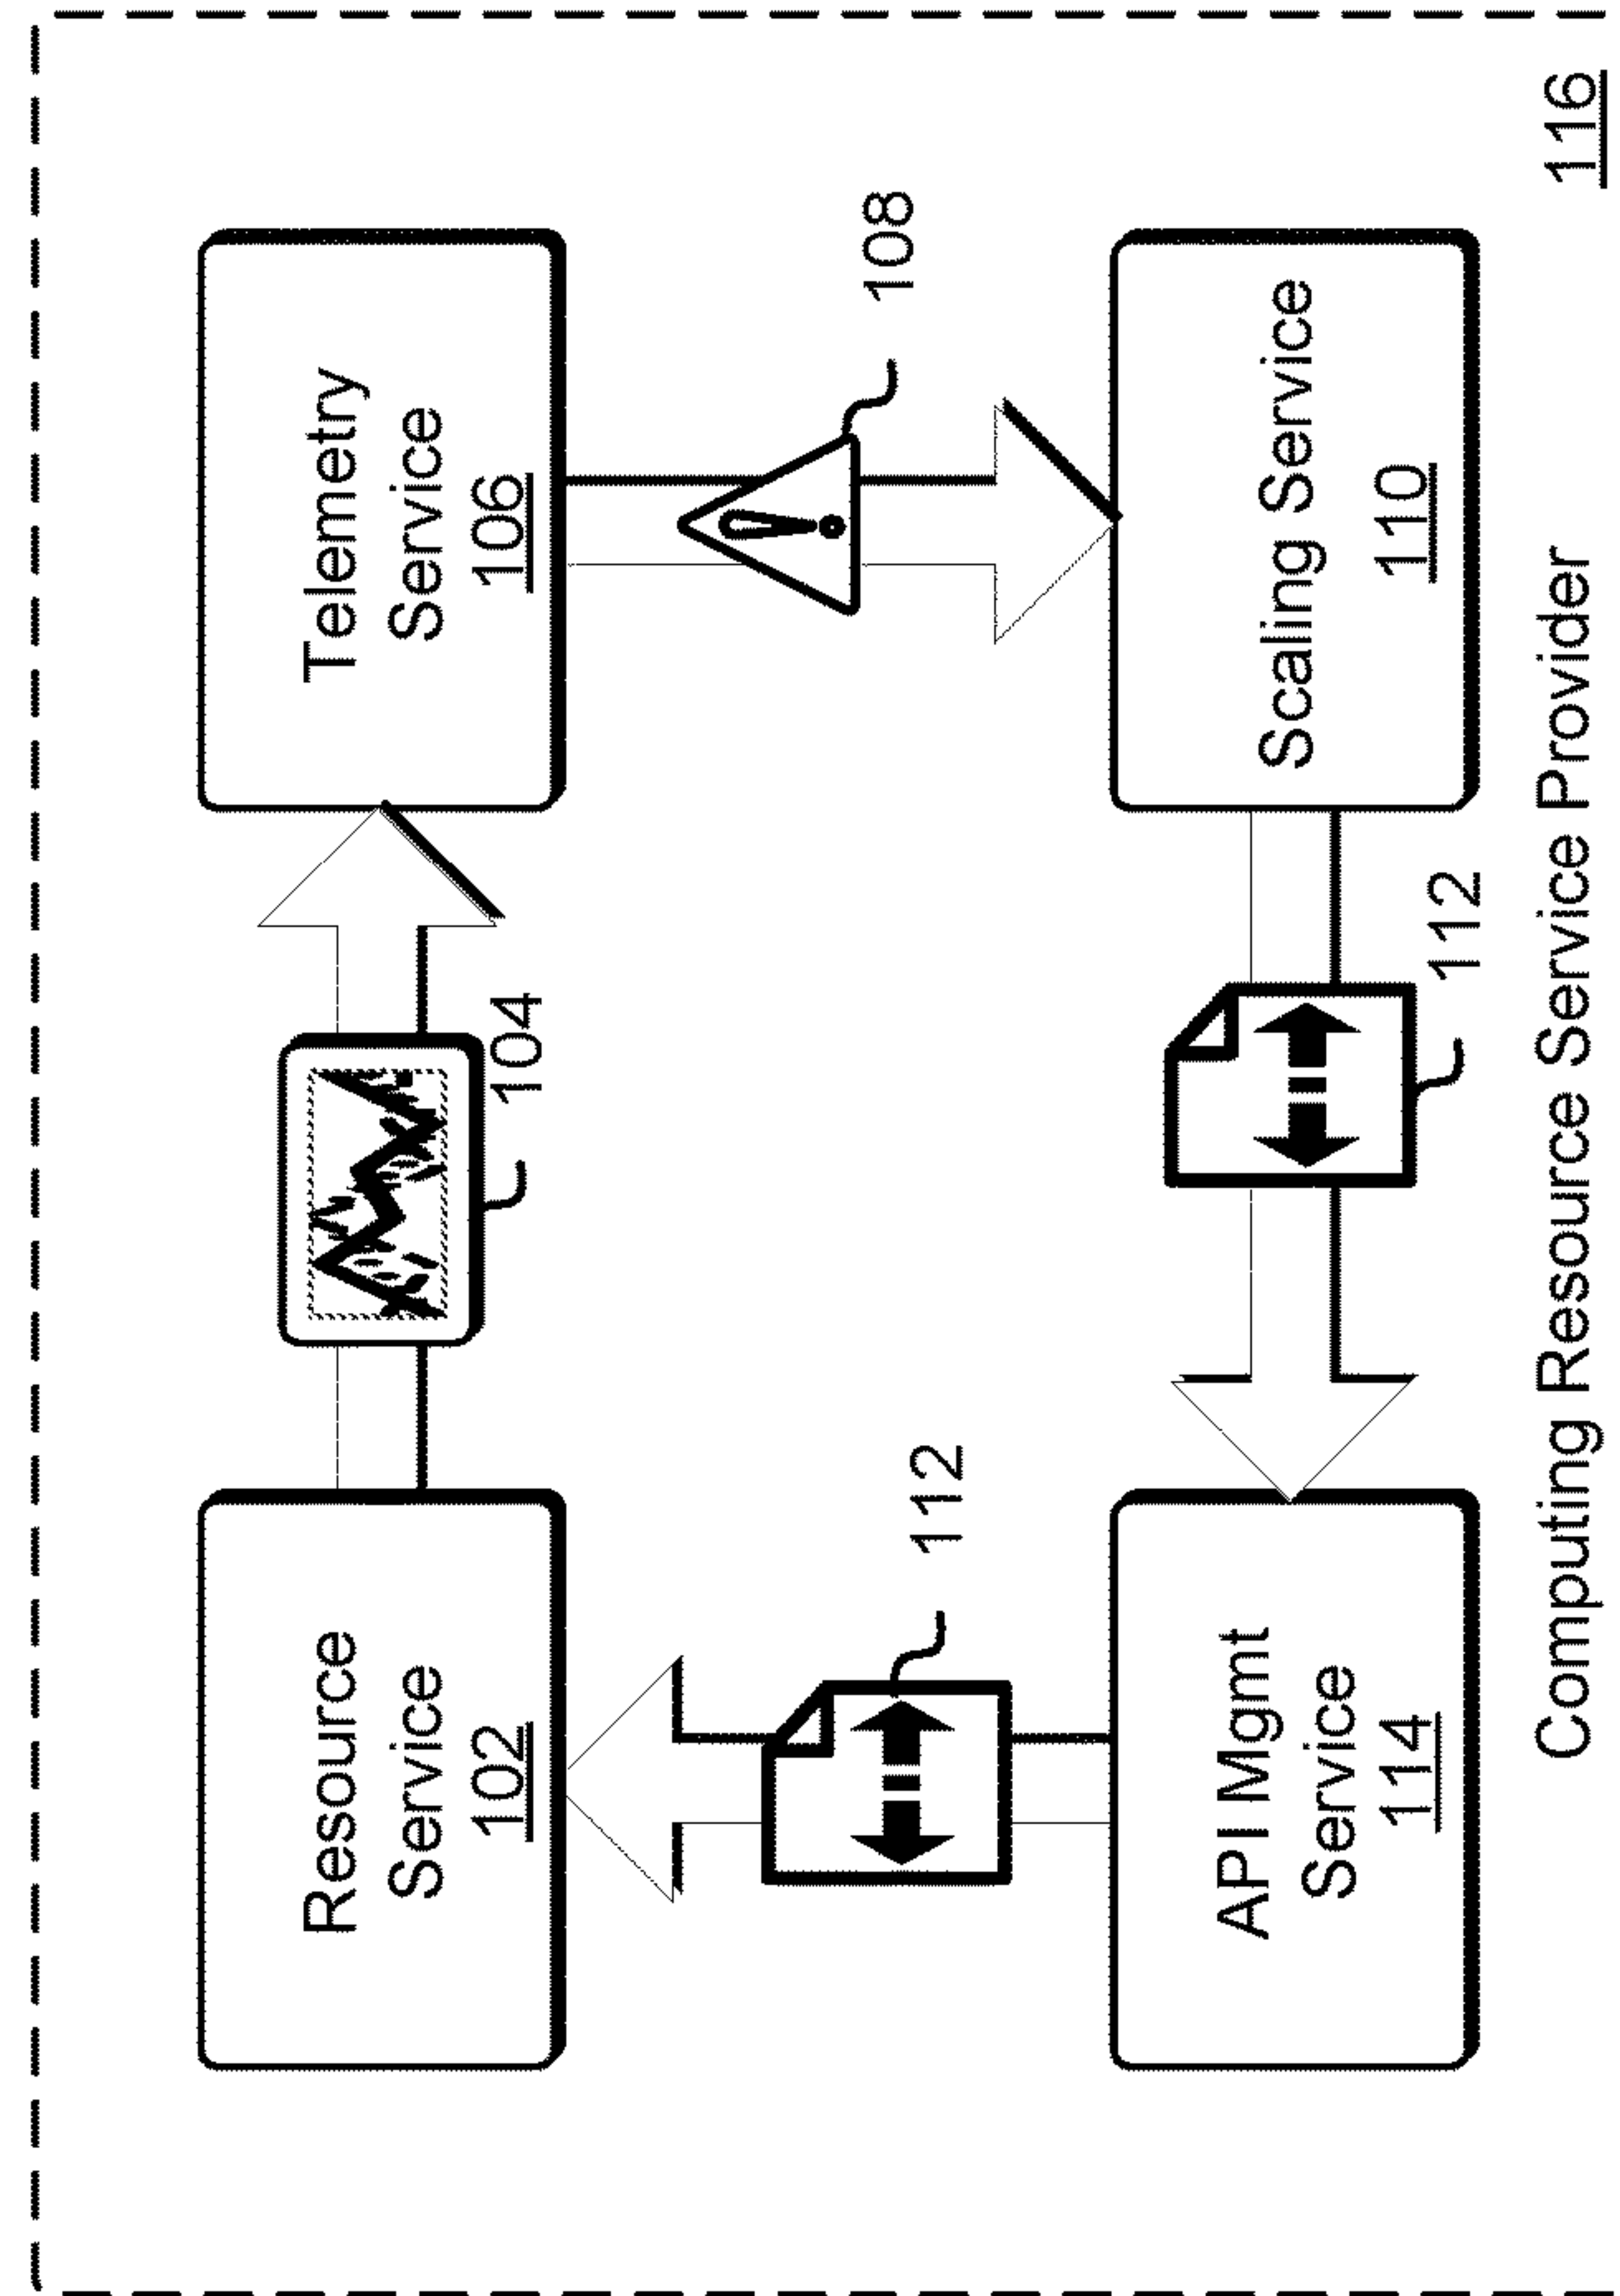 Resource
Service
102
104
Telemetry
Service
106
112
108
API Mgmt
Service
114
112
Scaling Service
110
Computing Resource Service Provider
116